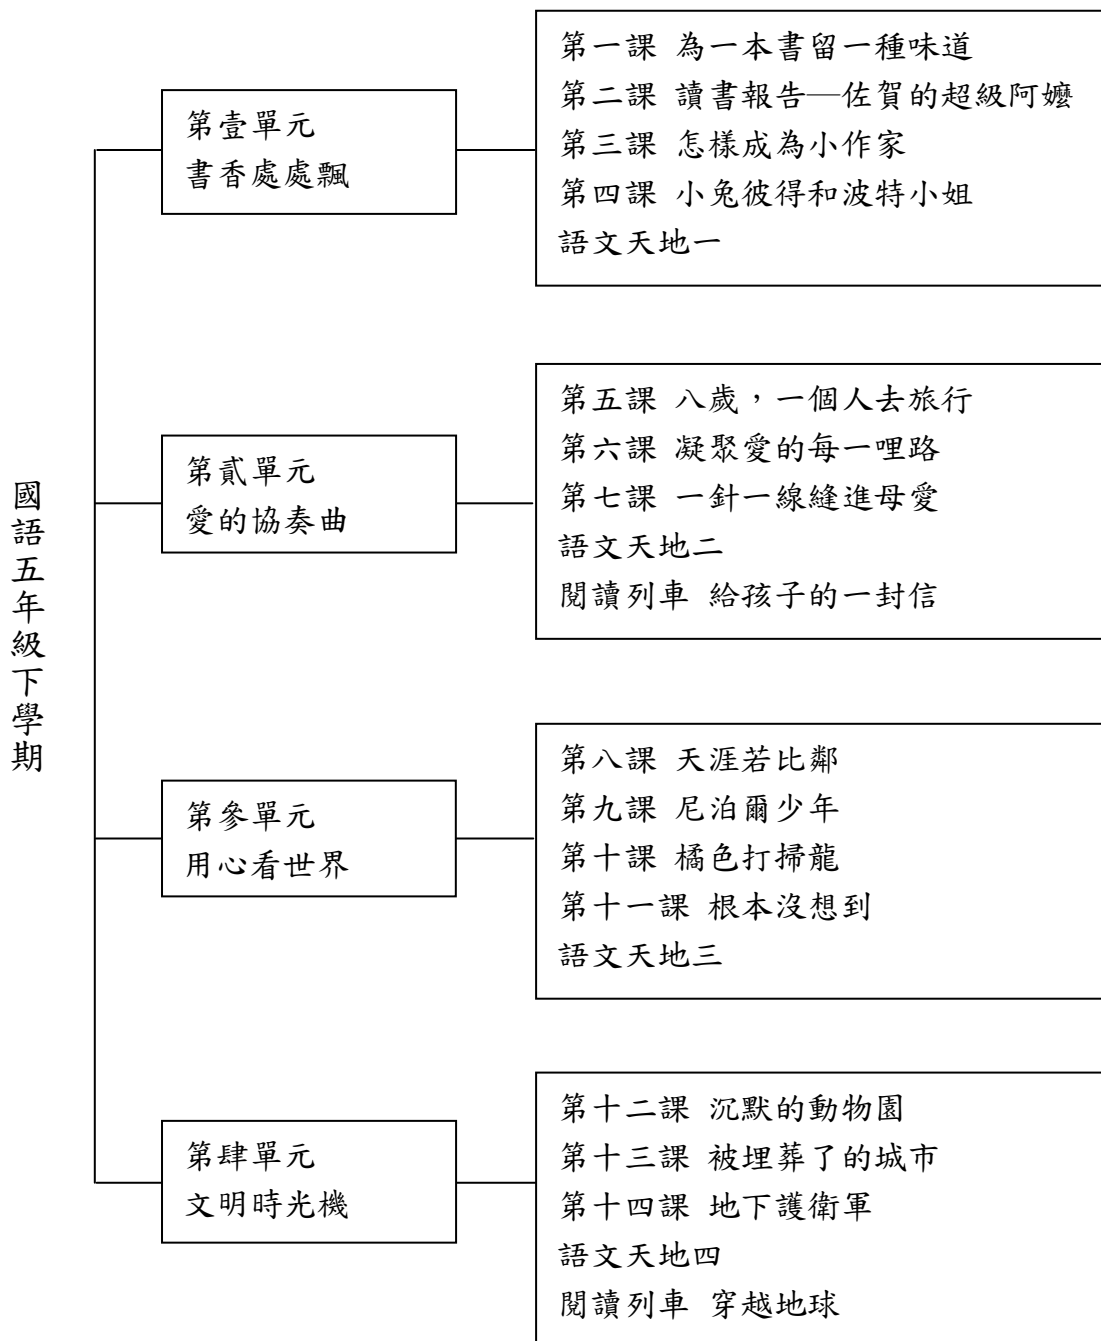 國語五年級下學期
第壹單元
書香處處飄
第一課 為一本書留一種味道
第二課 讀書報告─佐賀的超級阿嬤
第三課 怎樣成為小作家
第四課 小兔彼得和波特小姐
語文天地一
第貳單元
愛的協奏曲
第五課 八歲，一個人去旅行
第六課 凝聚愛的每一哩路
第七課 一針一線縫進母愛
語文天地二
閱讀列車 給孩子的一封信
第參單元
用心看世界
第八課 天涯若比鄰
第九課 尼泊爾少年
第十課 橘色打掃龍
第十一課 根本沒想到
語文天地三
第肆單元
文明時光機
第十二課 沉默的動物園
第十三課 被埋葬了的城市
第十四課 地下護衛軍
語文天地四
閱讀列車 穿越地球